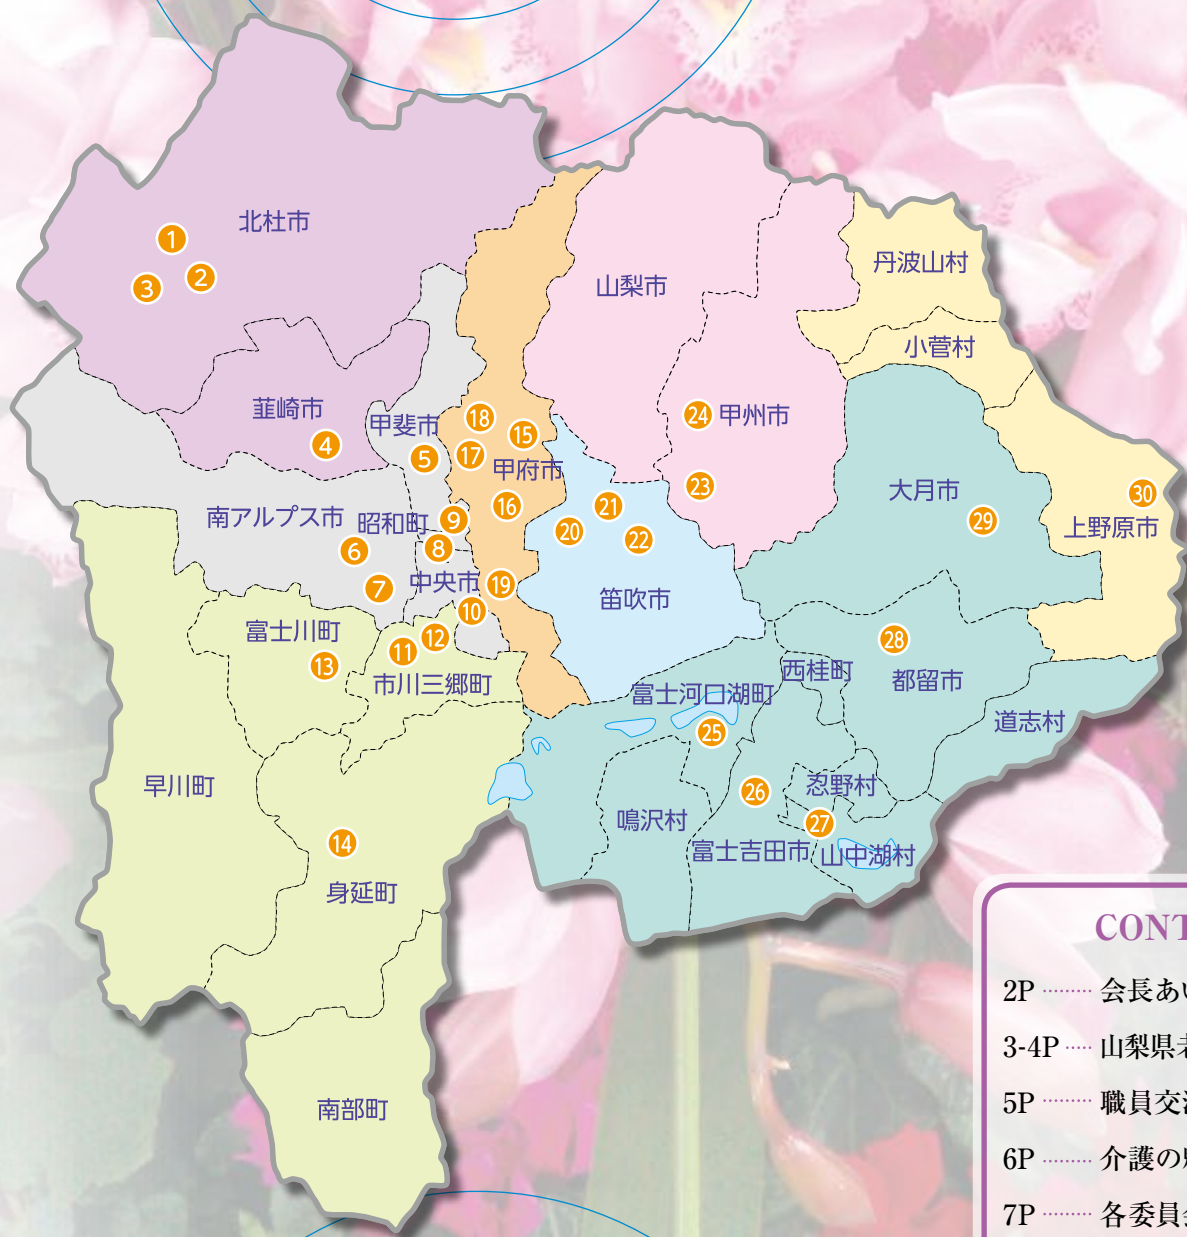 北杜市
①
②
③
山梨市
丹波山村
小菅村
韮崎市
④
甲斐市
⑤
⑱
⑮
⑰
甲府市
⑯
㉔
甲州市
㉓
大月市
㉙
㉚
上野原市
南アルプス市
昭和町
⑨
⑥
⑧
⑦
中央市
⑲
⑩
⑳
㉑
㉒
笛吹市
富士川町
⑬
⑪
⑫
市川三郷町
㉘
西桂町
都留市
富士河口湖町
㉕
道志村
早川町
⑭
身延町
鳴沢村
㉖
忍野村
㉗
富士吉田市
山中湖村
南部町
CONT
2P ········· 会長あい
3-4P ····· 山梨県老
5P ········· 職員交流
6P ········· 介護の
7P ········· 各委員会